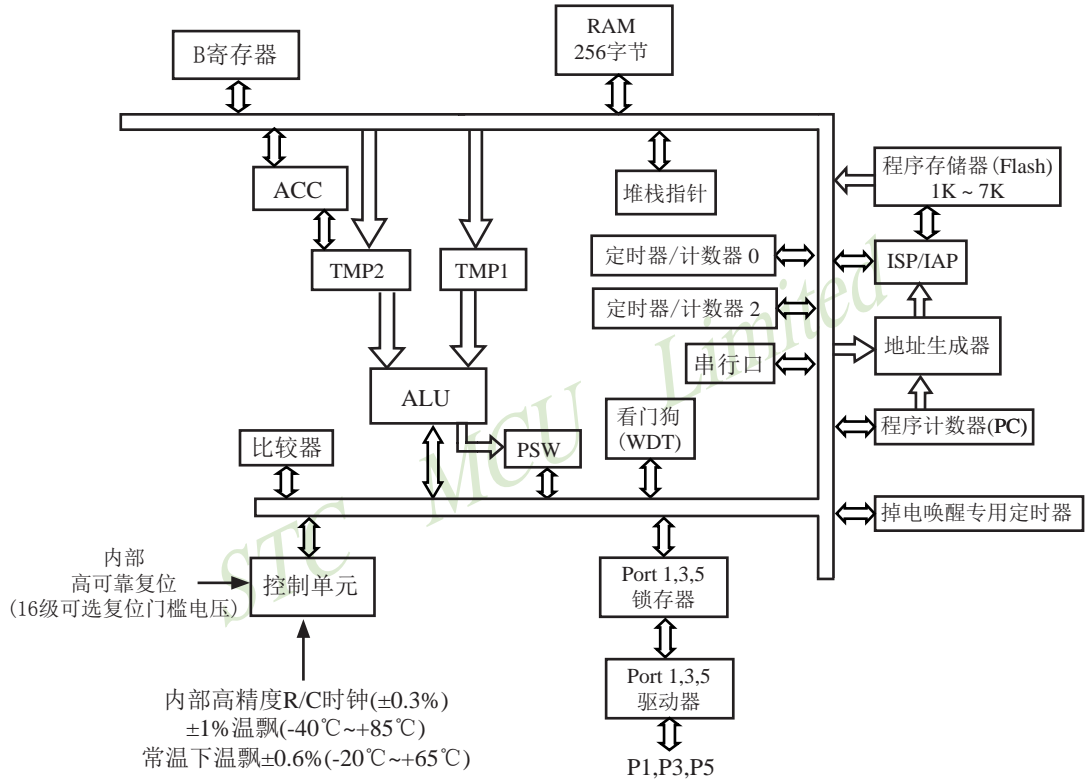 B寄存器
RAM
256字节
ACC
堆栈指针
程序存储器(Flash)
1K ~ 7K
TMP2
TMP1
定时器/计数器 0
ISP/IAP
定时器/计数器 2
地址生成器
串行口
ALU
看门狗
(WDT)
程序计数器(PC)
比较器
PSW
掉电唤醒专用定时器
STC MCU Limited
内部
高可靠复位
(16级可选复位门槛电压)
控制单元
Port 1,3,5
锁存器
内部高精度R/C时钟(±0.3%)
±1%温飘(-40℃~+85℃)
常温下温飘±0.6%(-20℃~+65℃)
Port 1,3,5
驱动器
P1,P3,P5